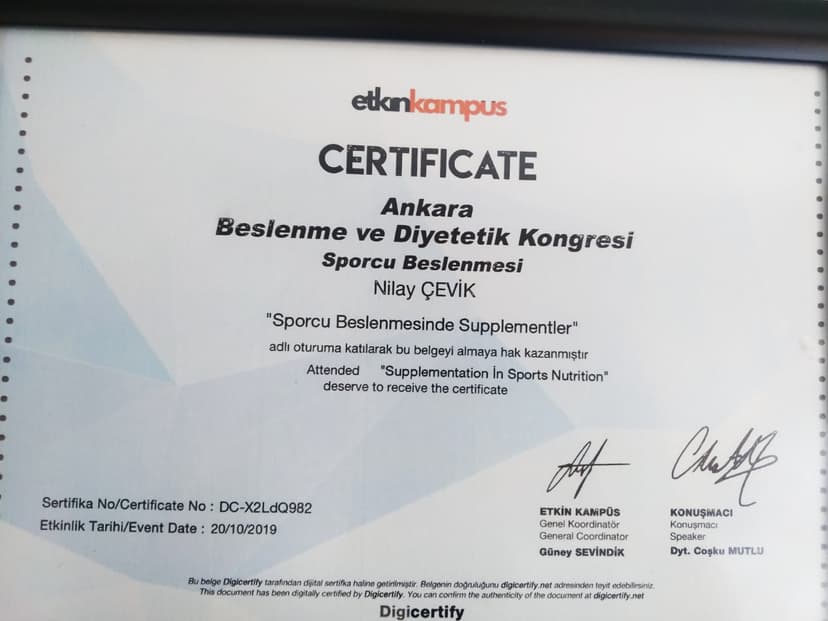 etkinkampus
CERTIFICATE
Ankara
Beslenme ve Diyetetik Kongresi
Sporcu Beslenmesi
Nilay ÇEVİK
"Sporcu Beslenmesinde Supplementler"
adlı oturuma katılarak bu belgeyi almaya hak kazanmıştır
Attended "Supplementation İn Sports Nutrition"
deserve to receive the certificate
Sertifika No/Certificate No : DC-X2LdQ982
Etkinlik Tarihi/Event Date : 20/10/2019
ETKİN KAMPÜS
Genel Koordinatör
General Coordinator
Güney SEVİNDİK
KONUŞMACI
Konuşmacı
Speaker
Dyt. Coşku MUTLU
Bu belge Digicertify tarafından dijital sertifka haline getirilmiştir. Belgenin doğruluğunu digicertify.net adresinden teyit edebilirsiniz.
This document has been digitally certified by Digicertify. You can confirm the authenticity of the document at digicertify.net
Digicertify